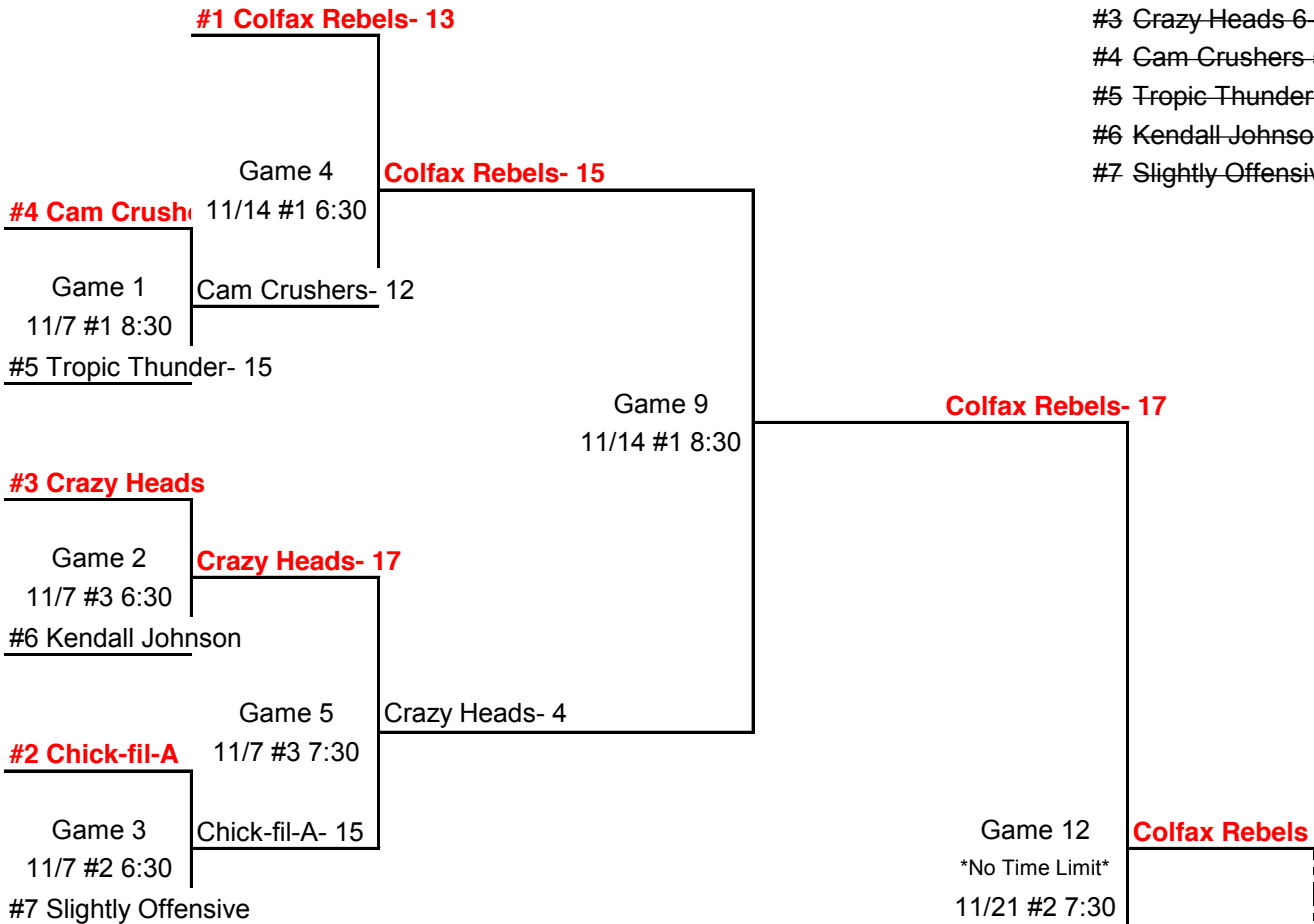 #1 Colfax Rebels- 13
#3 Crazy Heads 6-
#4 Cam Crushers
#5 Tropic Thunder
#6 Kendall
#7 Slightly
Game 4
Colfax Rebels- 15
#4 Cam
11/14 #1 6:30
Game 1
Cam Crushers- 12
11/7 #1 8:30
#5 Tropic Thunder- 15
Game 9
Colfax Rebels- 17
11/14 #1 8:30
#3 Crazy Heads
Game 2
Crazy Heads- 17
11/7 #3 6:30
#6 Kendall Johnson
Game 5
Crazy Heads- 4
#2 Chick-fil-A
11/7 #3 7:30
Game 3
Chick-fil-A- 15
Game 12
Colfax Rebels
11/7 #2 6:30
*No Time Limit*
#7 Slightly Offensive
11/21 #2 7:30